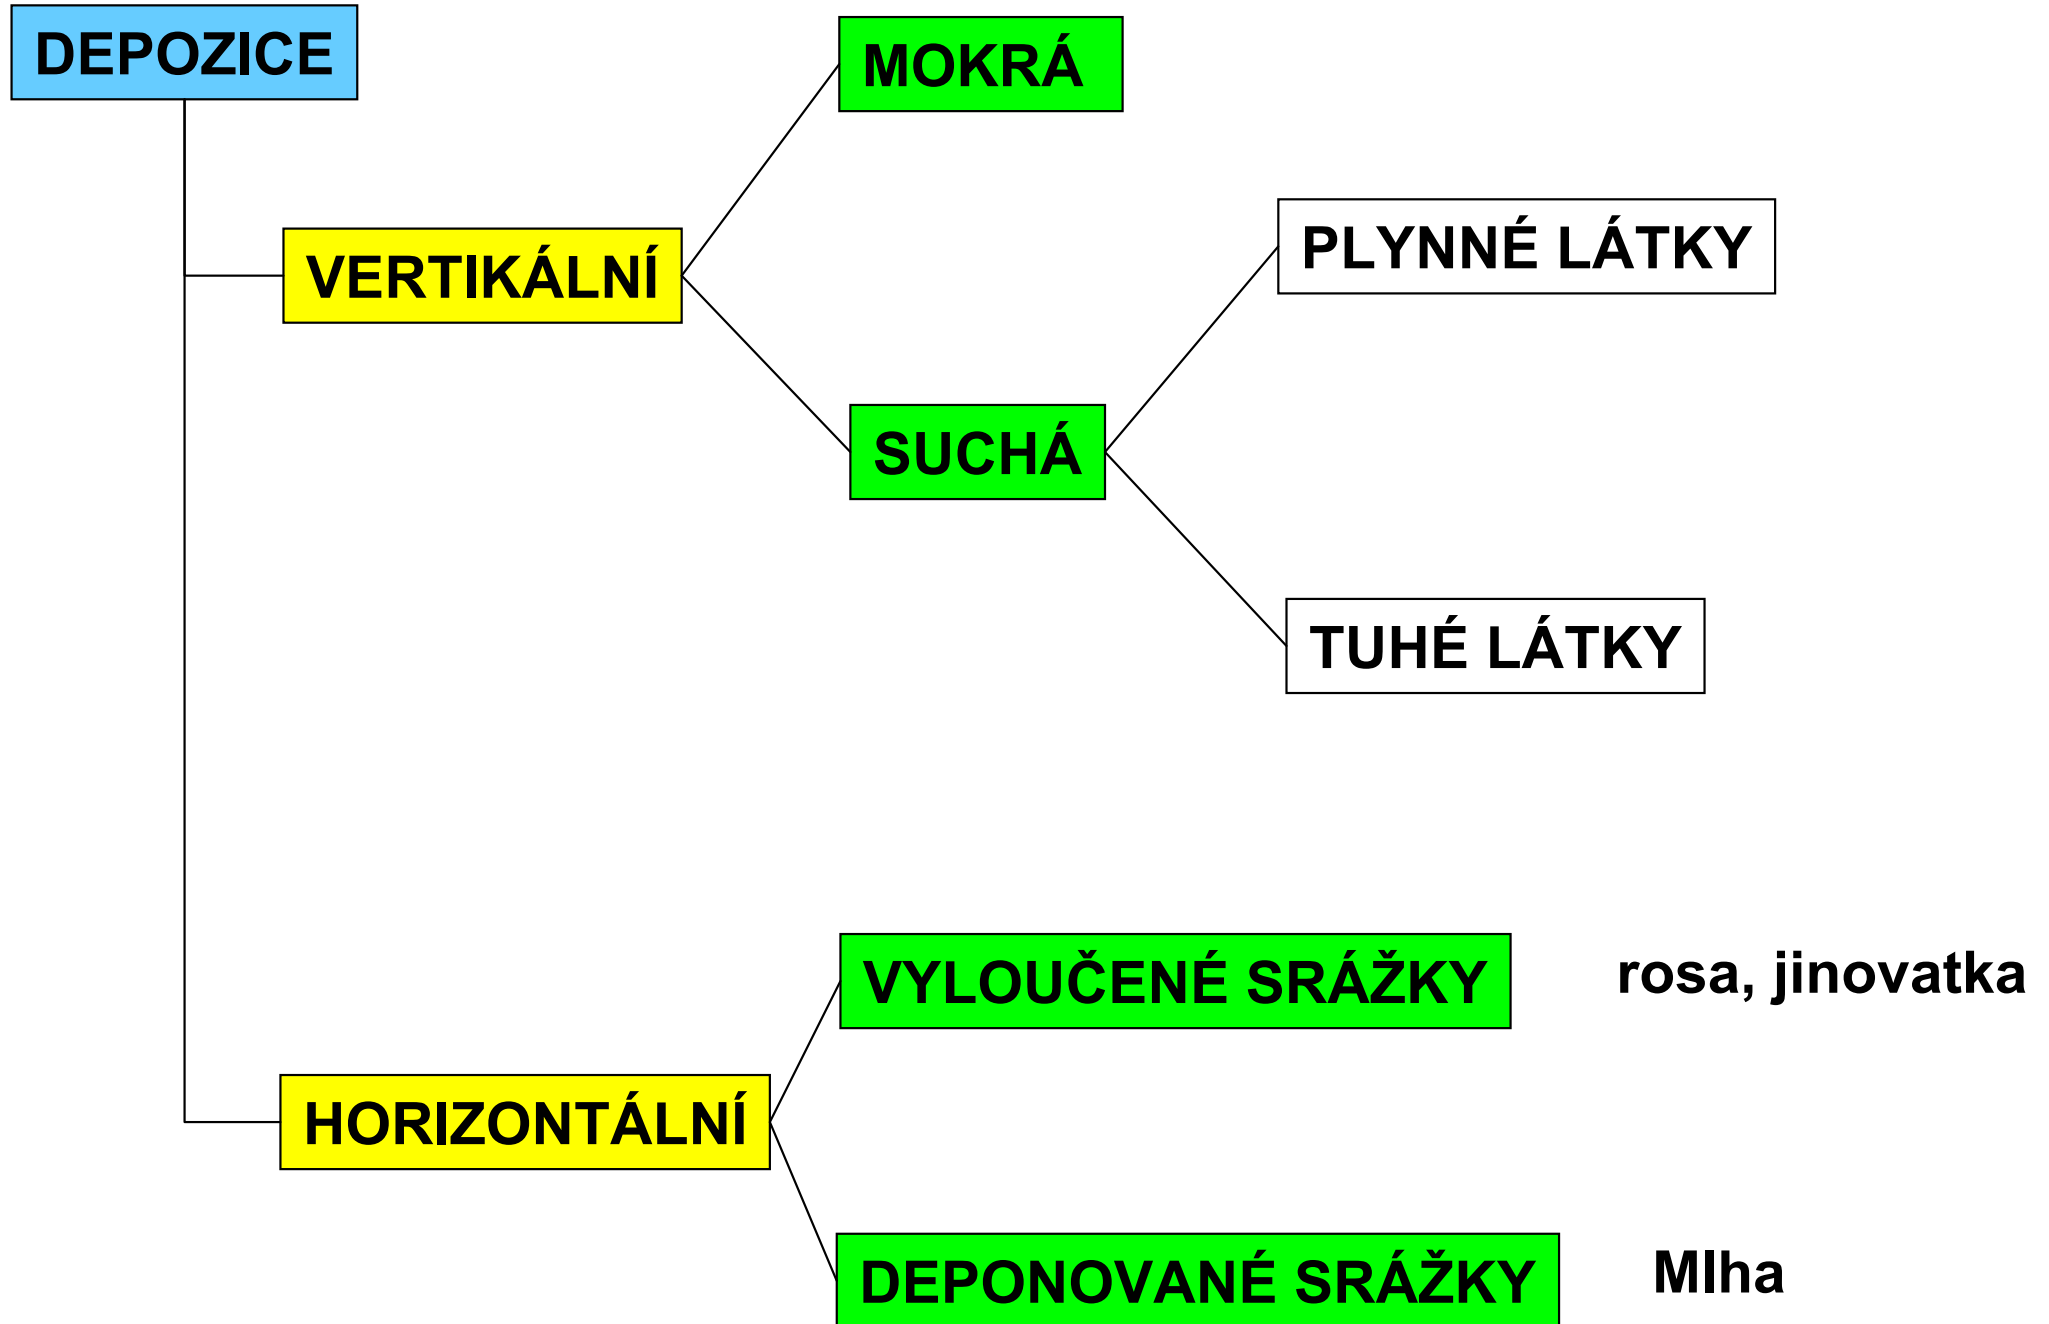 DEPOZICE
MOKRÁ
VERTIKÁLNÍ
PLYNNÉ LÁTKY
SUCHÁ
TUHÉ LÁTKY
VYLOUČENÉ SRÁŽKY
rosa, jinovatka
HORIZONTÁLNÍ
DEPONOVANÉ SRÁŽKY
Mlha